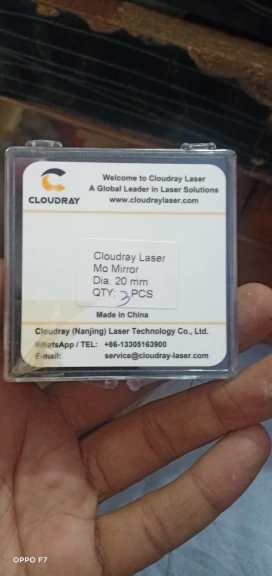 Welcome to Cloudray Laser
A Global Leader in Laser Solutions
www.cloudraylaser.com
CLOUDRAY
Cloudray Laser
Mo Mirror
Dia. 20 mm
QTY: 3 PCS
Made in China
Cloudray (Nanjing) Laser Technology Co., Ltd.
WhatsApp / TEL: +86-13305163900
E-mail: service@cloudray-laser.com
OPPO F7